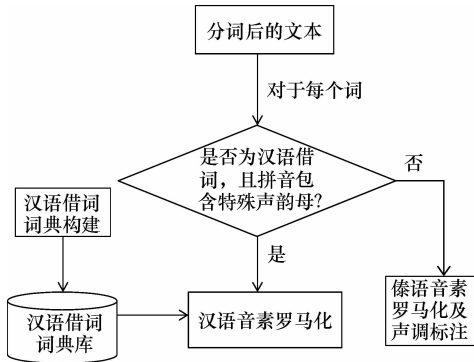 分词后的文本
对于每个词
是否为汉语借
词，且拼音包
含特殊声韵母?
否
汉语借词
词典构建
是
汉语借词
词典库
汉语音素罗马化
傣语音素
罗马化及
声调标注